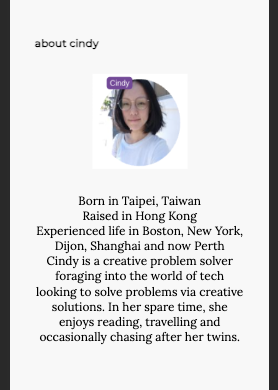 about cindy
Cindy
Born in Taipei, Taiwan
Raised in Hong Kong
Experienced life in Boston, New York,
Dijon, Shanghai and now Perth
Cindy is a creative problem solver
foraging into the world of tech
looking to solve problems via creative
solutions. In her spare time, she
enjoys reading, travelling and
occasionally chasing after her twins.